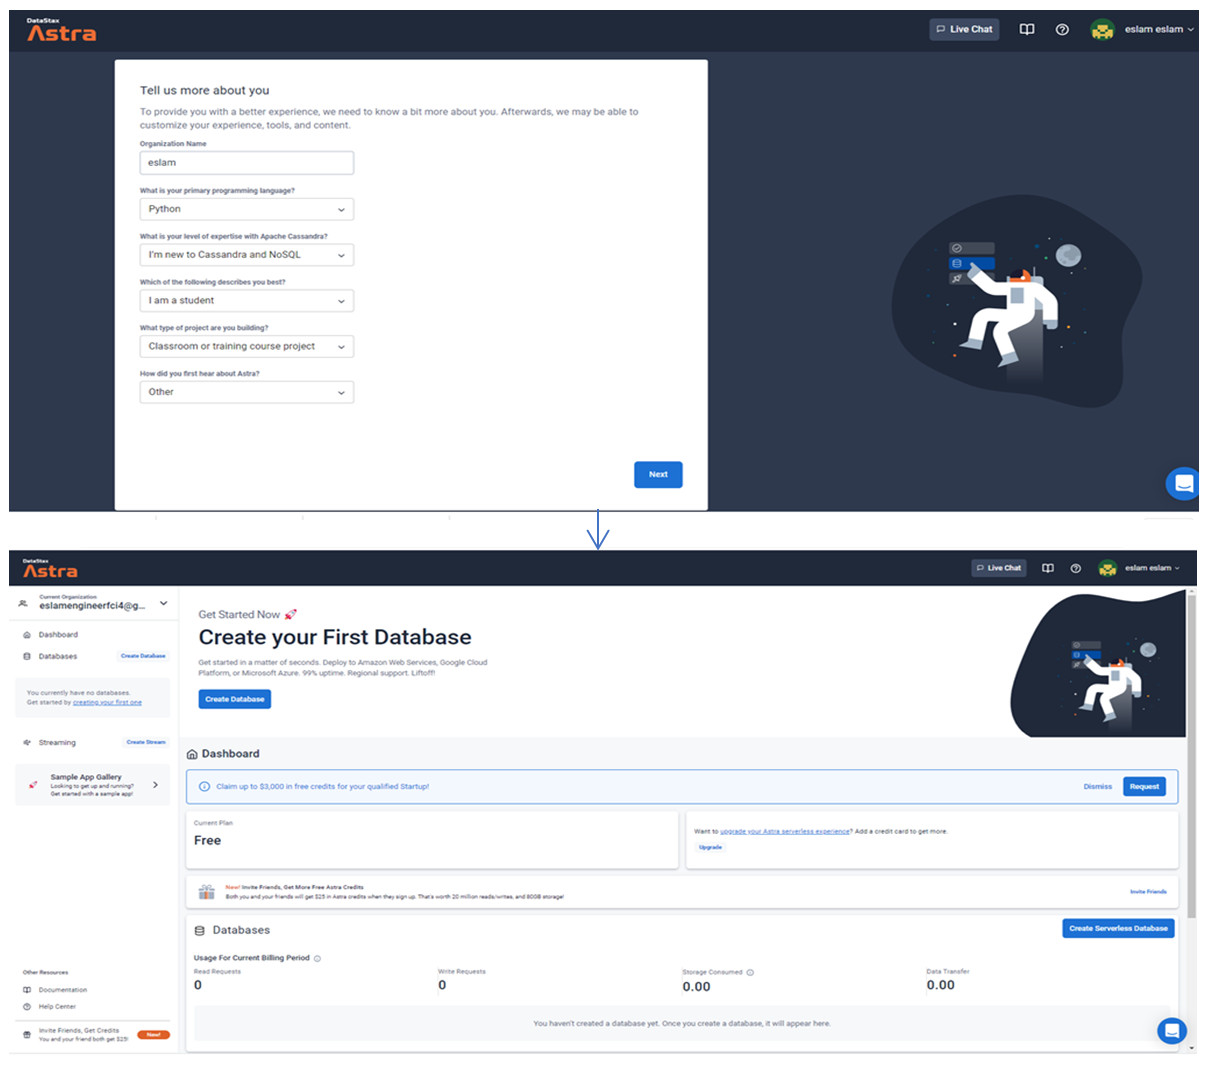 DataStax
Astra
Live Chat
eslam eslam
Tell us more about you
To provide you with a better experience, we need to know a bit more about you. Afterwards, we may be able to
customize your experience, tools, and content.
Organization Name
eslam
What is your primary programming language?
Python
What is your level of expertise with Apache Cassandra?
I'm new to Cassandra and NoSQL
Which of the following describes you best?
I am a student
What type of project are you building?
Classroom or training course project
How did you first hear about Astra?
Other
Next
DataStax
Astra
Live Chat
eslam eslam
Current Organization
eslamengineerfci4@g...
Dashboard
Databases
Create Database
You currently have no databases.
Get started by creating your first one
Streaming
Create Stream
Sample App Gallery
Looking to get up and running?
Get started with a sample app!
Other Resources
Documentation
Help Center
Invite Friends, Get Credits
You and your friend both get $25!
New!
Get Started Now 🚀
Create your First Database
Get started in a matter of seconds. Deploy to Amazon Web Services, Google Cloud
Platform, or Microsoft Azure. 99% uptime. Regional support. Liftoff!
Create Database
Dashboard
Claim up to $3,000 in free credits for your qualified Startup!
Dismiss
Request
Current Plan
Free
Want to upgrade your Astra serverless experience? Add a credit card to get more.
Upgrade
New! Invite Friends, Get More Free Astra Credits
Both you and your friends will get $25 in Astra credits when they sign up. That's worth 20 million reads/writes, and 80GB storage!
Invite Friends
Databases
Create Serverless Database
Usage For Current Billing Period
Read Requests
0
Write Requests
0
Storage Consumed
0.00
Data Transfer
0.00
You haven't created a database yet. Once you create a database, it will appear here.